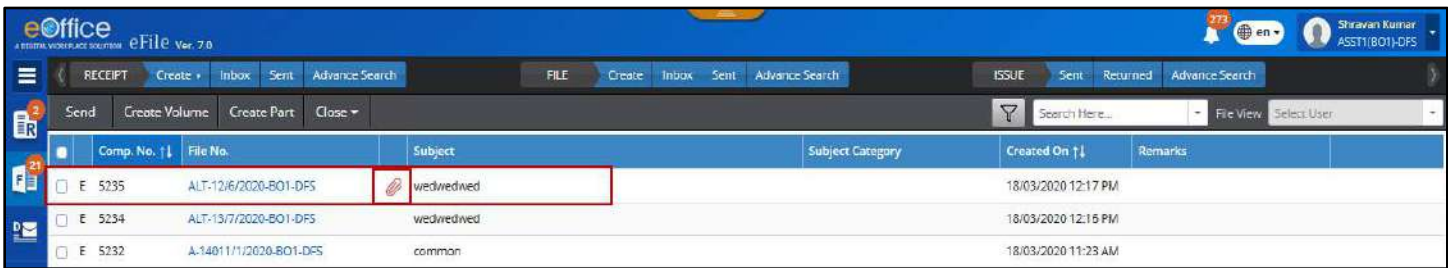 eOffice
A DIGITAL WORKPLACE SOLUTION eFile Ver. 7.0
273 en Shravan Kumar
ASST1(BO1)-DFS
RECEIPT Create Inbox Sent Advance Search FILE Create Inbox Sent Advance Search ISSUE Sent Returned Advance Search
2 R Send Create Volume Create Part Close Search Here... File View Select User
Comp. No. File No. Subject Subject Category Created On Remarks
21 F
E 5235 ALT-12/6/2020-BO1-DFS wedwedwed 18/03/2020 12:17 PM
E 5234 ALT-13/7/2020-BO1-DFS wedwedwed 18/03/2020 12:15 PM
D
E 5232 A-14011/1/2020-BO1-DFS common 18/03/2020 11:23 AM